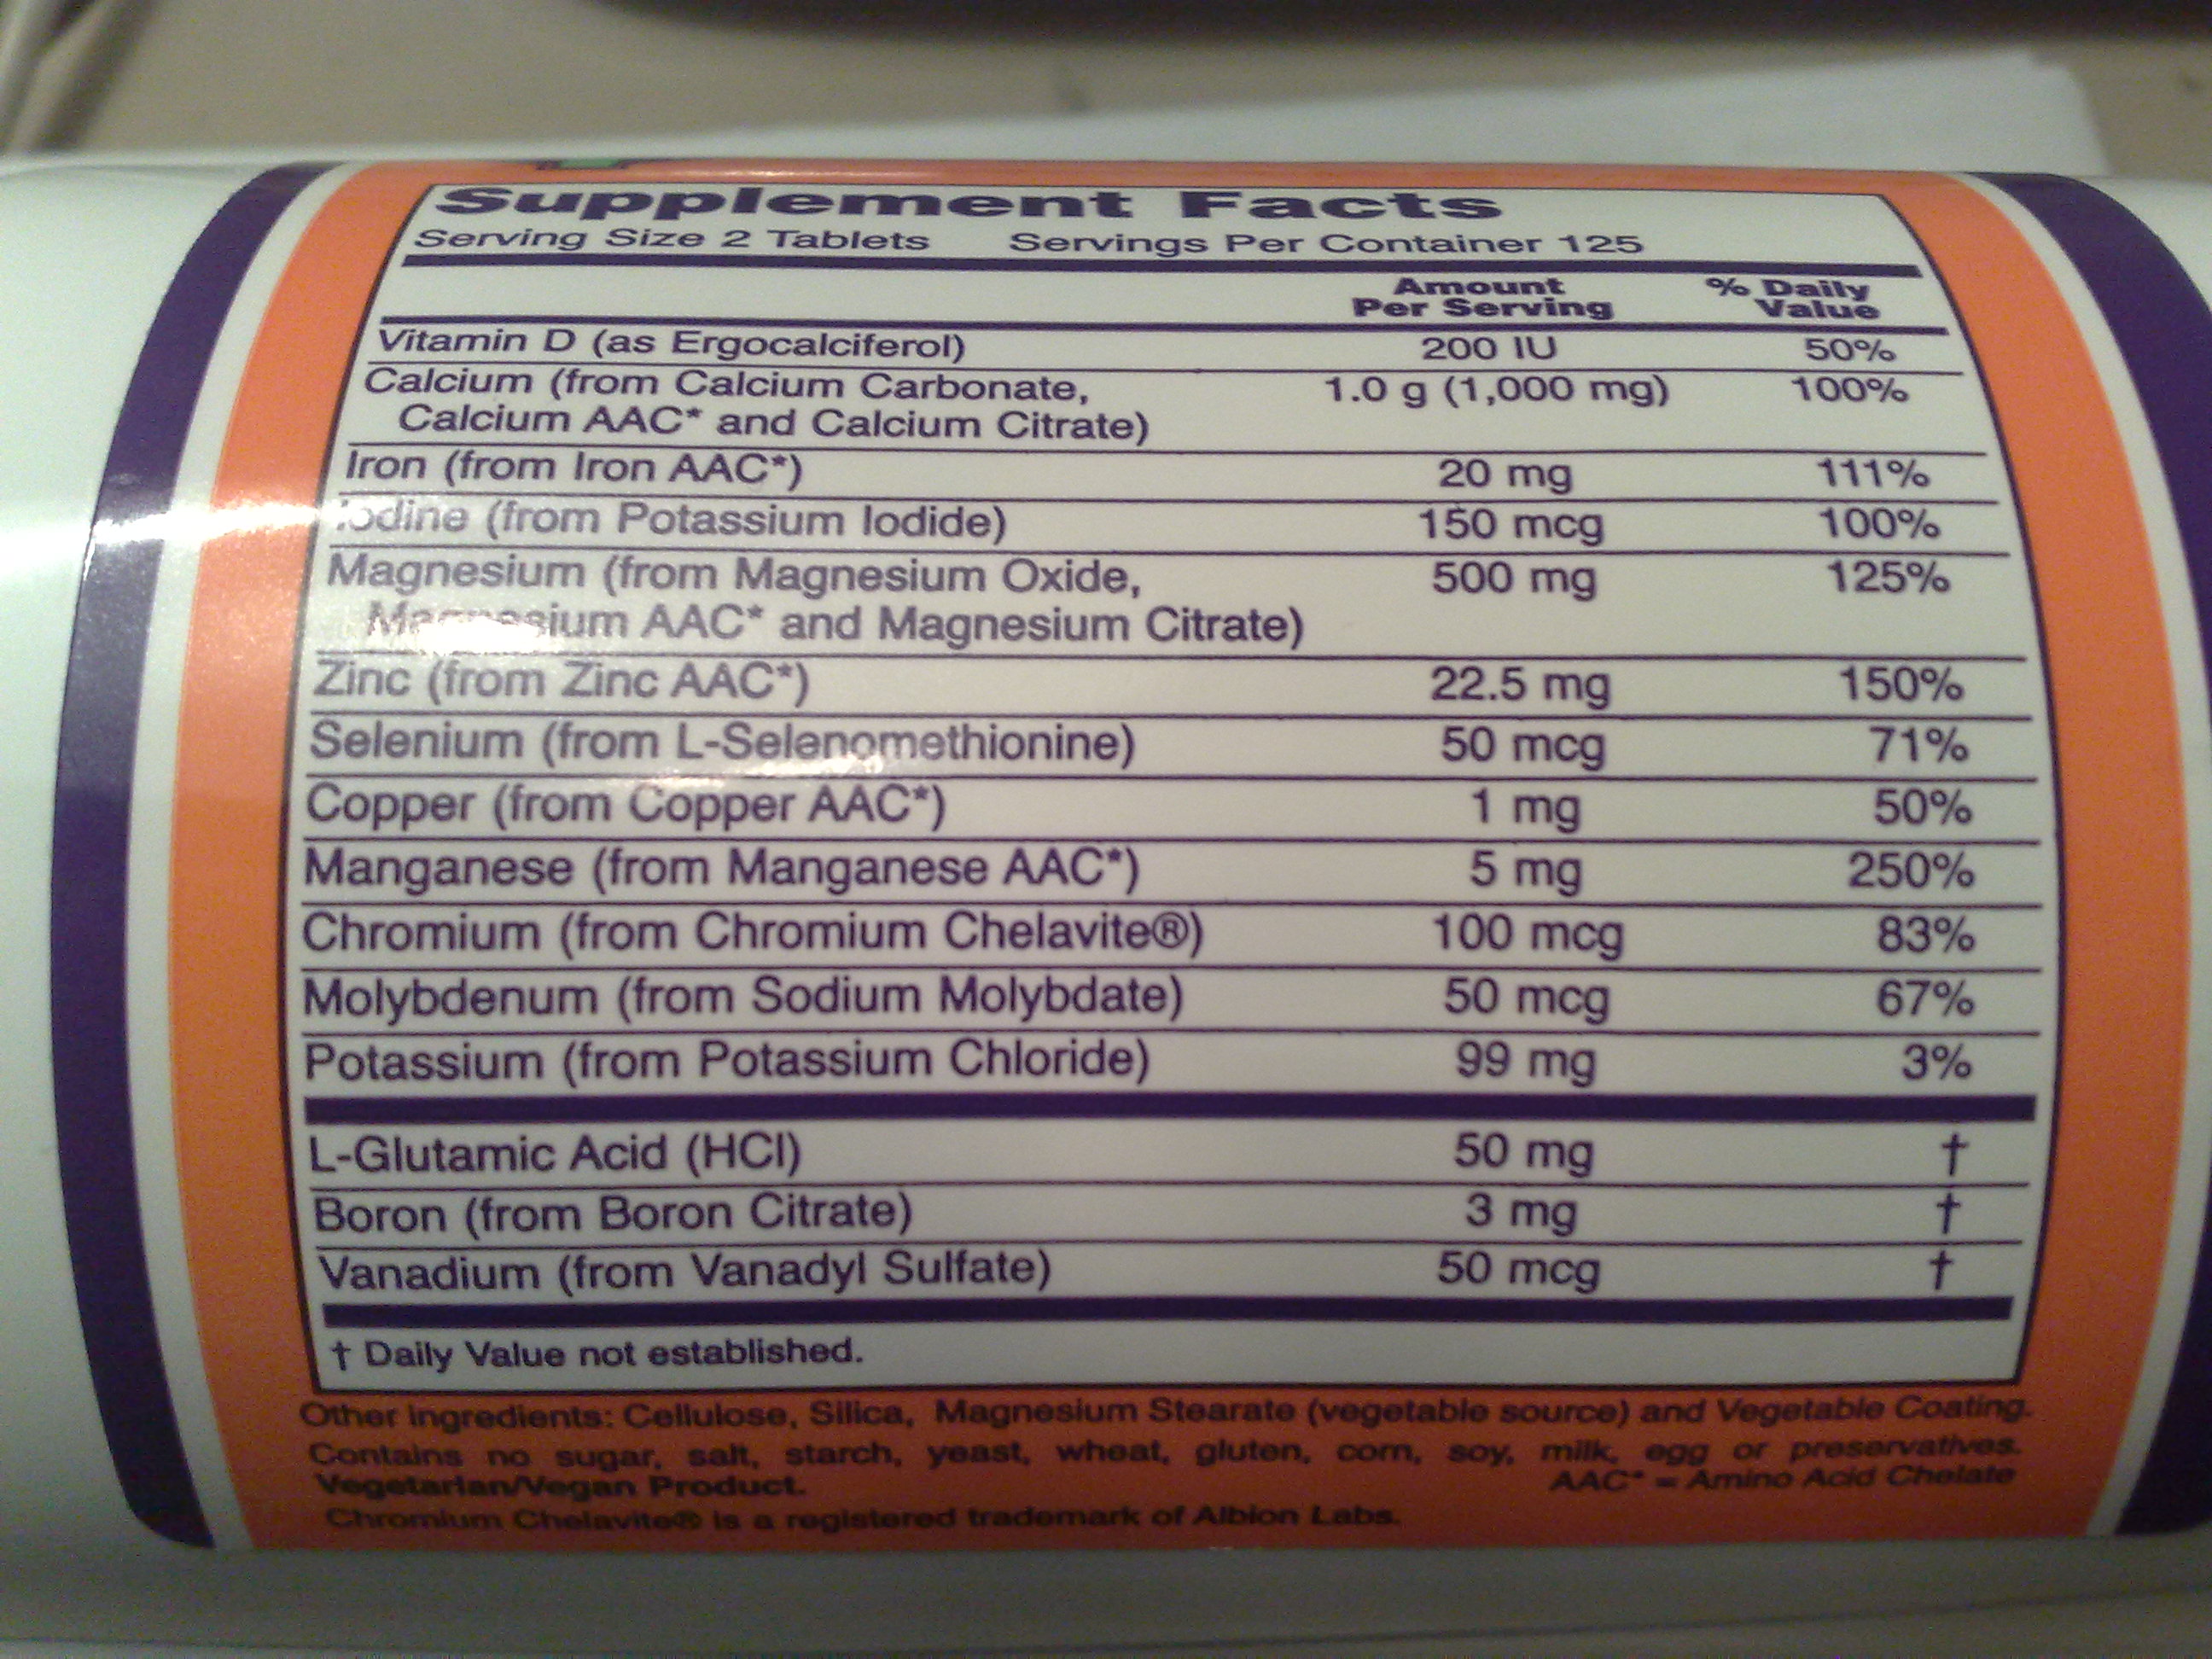 Supplement Facts
Serving Size 2 Tablets Servings Per Container 125
Amount Per Serving % Daily Value
Vitamin D (as Ergocalciferol) 200 IU 50%
Calcium (from Calcium Carbonate, 1.0 g (1,000 mg) 100%
Calcium AAC* and Calcium Citrate)
Iron (from Iron AAC*) 20 mg 111%
Iodine (from Potassium Iodide) 150 mcg 100%
Magnesium (from Magnesium Oxide, 500 mg 125%
Magnesium AAC* and Magnesium Citrate)
Zinc (from Zinc AAC*) 22.5 mg 150%
Selenium (from L-Selenomethionine) 50 mcg 71%
Copper (from Copper AAC*) 1 mg 50%
Manganese (from Manganese AAC*) 5 mg 250%
Chromium (from Chromium Chelavite®) 100 mcg 83%
Molybdenum (from Sodium Molybdate) 50 mcg 67%
Potassium (from Potassium Chloride) 99 mg 3%
L-Glutamic Acid (HCl) 50 mg †
Boron (from Boron Citrate) 3 mg †
Vanadium (from Vanadyl Sulfate) 50 mcg †
† Daily Value not established.
Other ingredients: Cellulose, Silica, Magnesium Stearate (vegetable source) and Vegetable Coating.
Contains no sugar, salt, starch, yeast, wheat, gluten, corn, soy, milk, egg or preservatives.
Vegetarian/Vegan Product. AAC* = Amino Acid Chelate
Chromium Chelavite® is a registered trademark of Albion Labs.